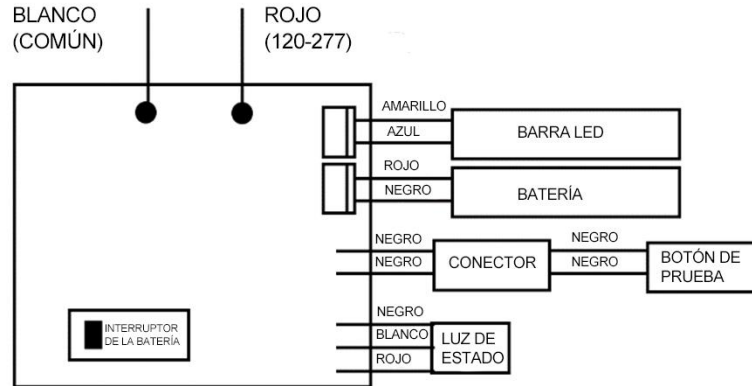 BLANCO
(COMÚN)
ROJO
(120-277)
AMARILLO
AZUL
BARRA LED
ROJO
NEGRO
BATERÍA
NEGRO
NEGRO
CONECTOR
NEGRO
NEGRO
BOTÓN DE
PRUEBA
INTERRUPTOR
DE LA BATERÍA
NEGRO
BLANCO
ROJO
LUZ DE
ESTADO